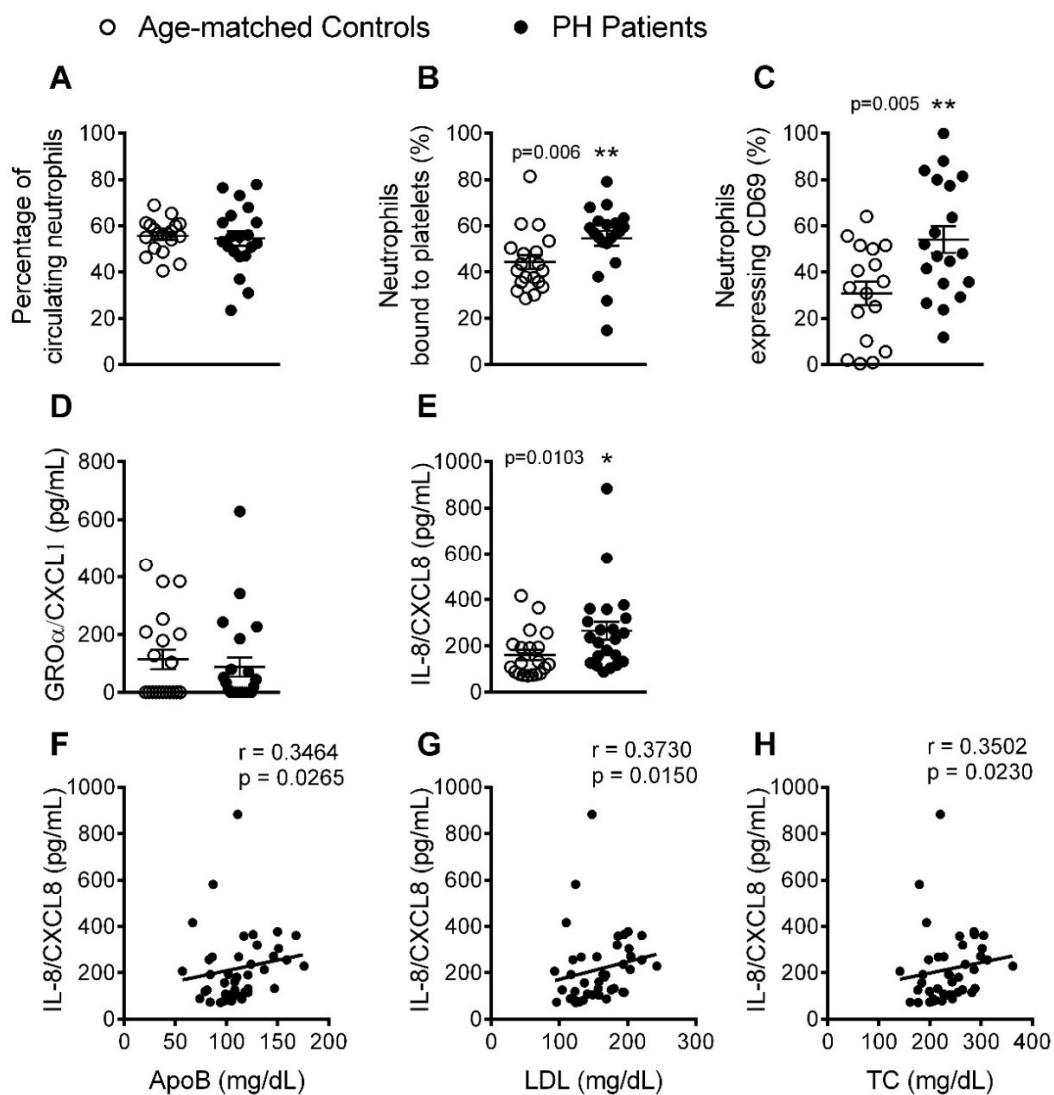 Age-matched Controls PH Patients
A
Percentage of
circulating neutrophils
100
80
60
40
20
0
B
Neutrophils
bound to platelets (%)
p=0.006 **
100
80
60
40
20
0
C
Neutrophils
expressing CD69 (%)
p=0.005 **
100
80
60
40
20
0
D
GROα/CXCL1 (pg/mL)
800
600
400
200
0
E
IL-8/CXCL8 (pg/mL)
p=0.0103 *
1000
800
600
400
200
0
F
r = 0.3464
p = 0.0265
IL-8/CXCL8 (pg/mL)
1000
800
600
400
200
0
0 50 100 150 200
ApoB (mg/dL)
G
r = 0.3730
p = 0.0150
IL-8/CXCL8 (pg/mL)
1000
800
600
400
200
0
0 100 200 300
LDL (mg/dL)
H
r = 0.3502
p = 0.0230
IL-8/CXCL8 (pg/mL)
1000
800
600
400
200
0
0 100 200 300 400
TC (mg/dL)